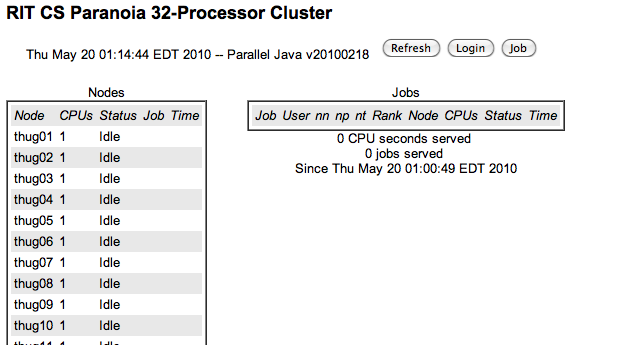 RIT CS Paranoia 32-Processor Cluster
Thu May 20 01:14:44 EDT 2010 -- Parallel Java v20100218 Refresh Login Job
Nodes
Node CPUs Status Job Time
thug01 1 Idle
thug02 1 Idle
thug03 1 Idle
thug04 1 Idle
thug05 1 Idle
thug06 1 Idle
thug07 1 Idle
thug08 1 Idle
thug09 1 Idle
thug10 1 Idle
thug11 1 Idle
Jobs
Job User nn np nt Rank Node CPUs Status Time
0 CPU seconds served
0 jobs served
Since Thu May 20 01:00:49 EDT 2010